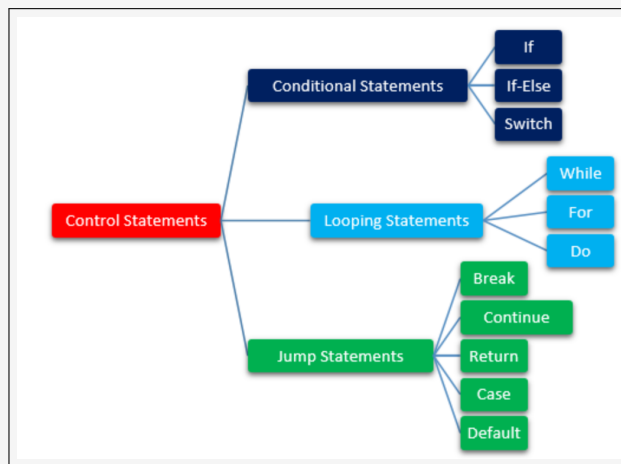 Control Statements
Conditional Statements
If
If-Else
Switch
Looping Statements
While
For
Do
Jump Statements
Break
Continue
Return
Case
Default